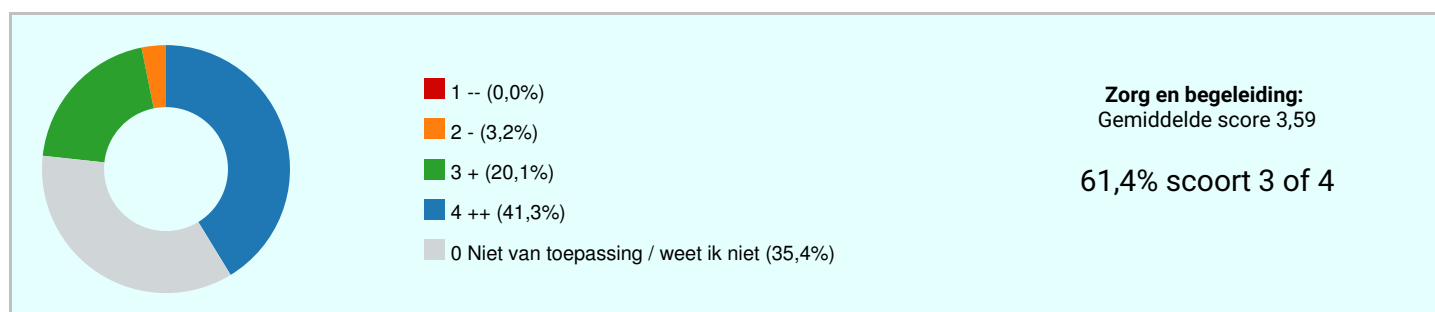 1 -- (0,0%)
2 - (3,2%)
3 + (20,1%)
4 ++ (41,3%)
0 Niet van toepassing / weet ik niet (35,4%)
Zorg en begeleiding:
Gemiddelde score 3,59
61,4% scoort 3 of 4